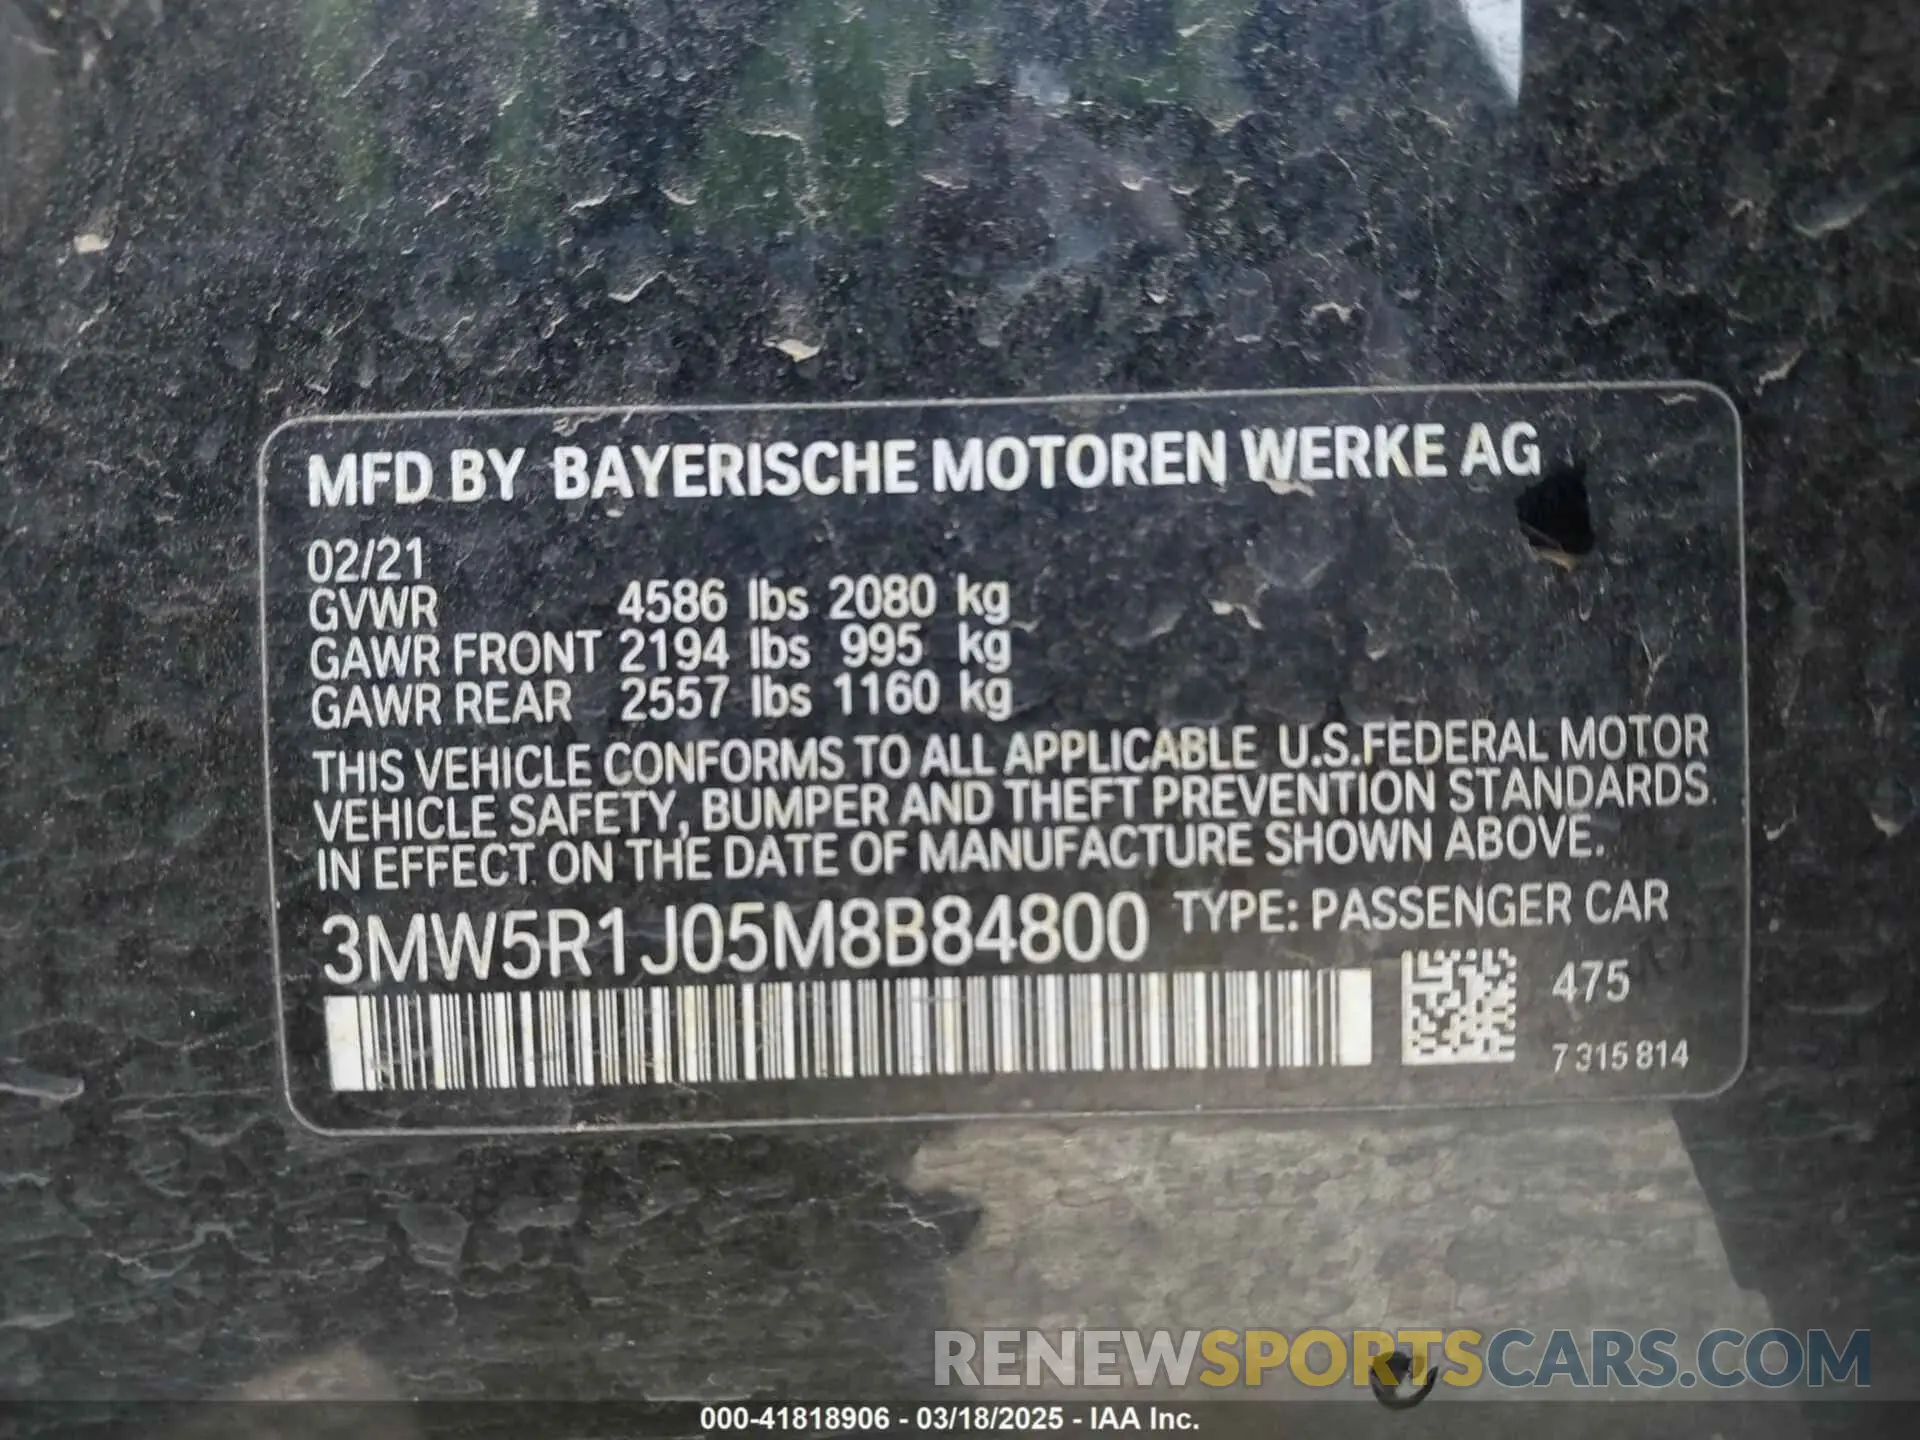 MFD BY BAYERISCHE MOTOREN WERKE AG
02/21
GVWR 4586 lbs 2080 kg
GAWR FRONT 2194 lbs 995 kg
GAWR REAR 2557 lbs 1160 kg
THIS VEHICLE CONFORMS TO ALL APPLICABLE U.S.FEDERAL MOTOR
VEHICLE SAFETY, BUMPER AND THEFT PREVENTION STANDARDS
IN EFFECT ON THE DATE OF MANUFACTURE SHOWN ABOVE.
3MW5R1J05M8B84800 TYPE: PASSENGER CAR
475
7 315 814
RENEWSPORTSCARS.COM
000-41818906 - 03/18/2025 - IAA Inc.